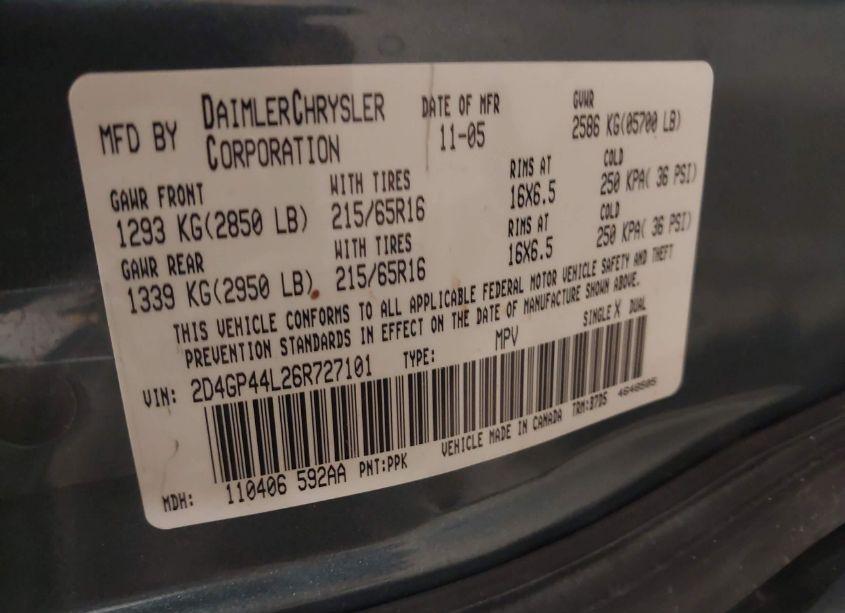 MFD BY DAIMLERCHRYSLER CORPORATION
DATE OF MFR 11-05
GVWR 2586 KG(05700 LB)
GAWR FRONT WITH TIRES RIMS AT COLD
1293 KG(2850 LB) 215/65R16 16X6.5 250 KPA( 36 PSI)
GAWR REAR WITH TIRES RIMS AT COLD
1339 KG(2950 LB) 215/65R16 16X6.5 250 KPA( 36 PSI)
THIS VEHICLE CONFORMS TO ALL APPLICABLE FEDERAL MOTOR VEHICLE SAFETY AND THEFT
PREVENTION STANDARDS IN EFFECT ON THE DATE OF MANUFACTURE SHOWN ABOVE.
VIN: 2D4GP44L26R727101 TYPE: MPV SINGLE X DUAL
MDH: 110406 592AA PNT:PPK VEHICLE MADE IN CANADA TRM:B7D5 4648505